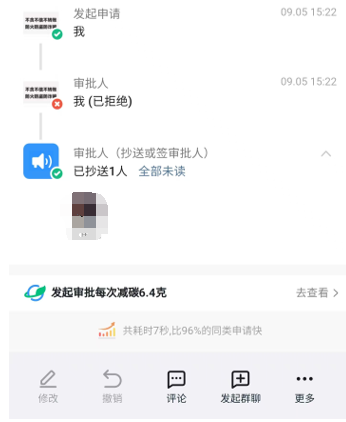 发起申请
09.05 15:22
我
审批人
09.05 15:22
我 (已拒绝)
审批人（抄送或签审批人）
已抄送1人 全部未读
发起审批每次减碳6.4克
去查看 >
共耗时7秒,比96%的同类申请快
修改
撤销
评论
发起群聊
更多